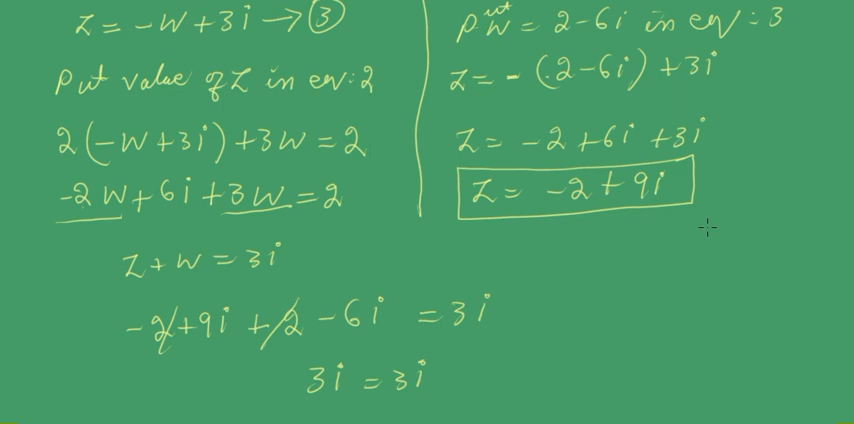 z = -w + 3i → ③
Put value of z in eq: 2
2(-w+3i) + 3w = 2
-2w + 6i + 3w = 2
Put w = 2 - 6i in eq: 3
z = - (2 - 6i) + 3i
z = -2 + 6i + 3i
z = -2 + 9i
z + w = 3i
-2 + 9i + 2 - 6i = 3i
3i = 3i